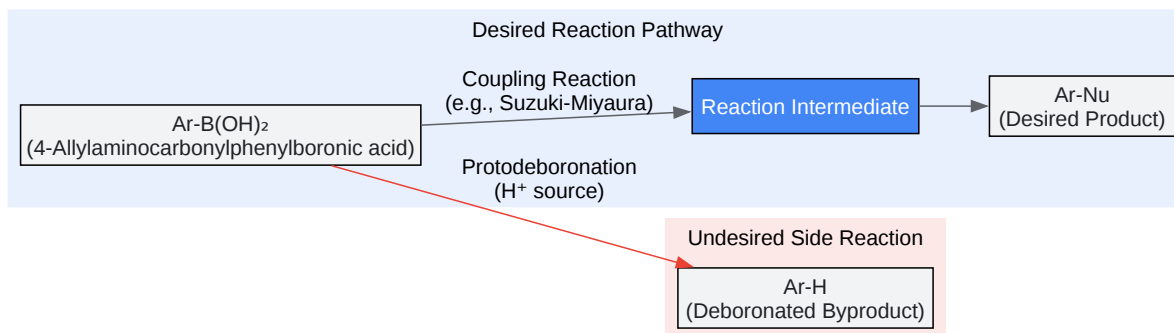 Desired Reaction Pathway
Coupling Reaction
(e.g., Suzuki-Miyaura)
Reaction Intermediate
Ar-Nu
(Desired Product)
Ar-B(OH)₂
(4-Allylaminocarbonylphenylboronic acid)
Protodeboronation
(H⁺ source)
Undesired Side Reaction
Ar-H
(Deboronated Byproduct)